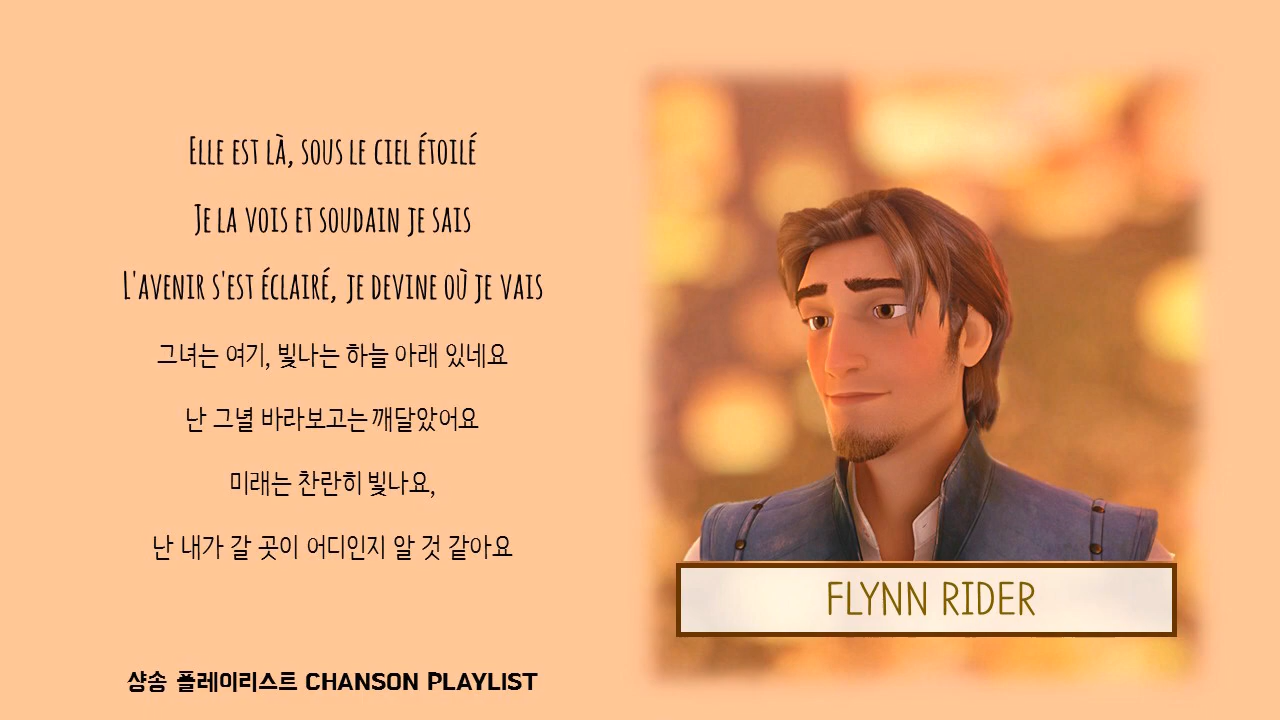 Elle est là, sous le ciel étoilé
Je la vois et soudain je sais
L'avenir s'est éclairé, je devine où je vais
그녀는 여기, 빛나는 하늘 아래 있네요
난 그녈 바라보고는 깨달았어요
미래는 찬란히 빛나요,
난 내가 갈 곳이 어디인지 알 것 같아요
샹송 플레이리스트 CHANSON PLAYLIST
FLYNN RIDER